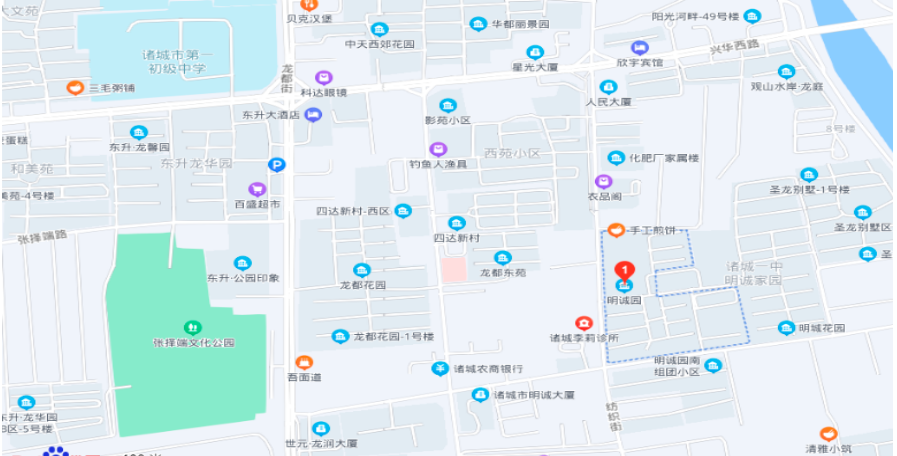 大文苑
贝克汉堡
华都丽景园
阳光河畔-49号楼
中天西郊花园
诸城市第一
初级中学
龙都街
星光大厦
欣宇宾馆
兴华西路
三毛粥铺
科达眼镜
人民大厦
观山水岸·龙庭
东升大酒店
影苑小区
8号楼
蛋糕
东升·龙馨园
东升龙华园
P
钓鱼人渔具
西苑小区
化肥厂家属楼
和美苑
美苑-4号楼
百盛超市
衣品阁
圣龙别墅-1号楼
四达新村-西区
四达新村
手工煎饼
圣龙别墅区
张择端路
东升·公园印象
龙都花园
龙都东苑
1
明诚园
诸城一中
明诚家园
圣
张择端文化公园
龙都花园-1号楼
诸城李莉诊所
明城花园
吾面道
诸城农商银行
明诚园南
组团小区
诸城市明诚大厦
东升·龙华园
B区-5号楼
纺织街
世元·龙润大厦
清雅小筑